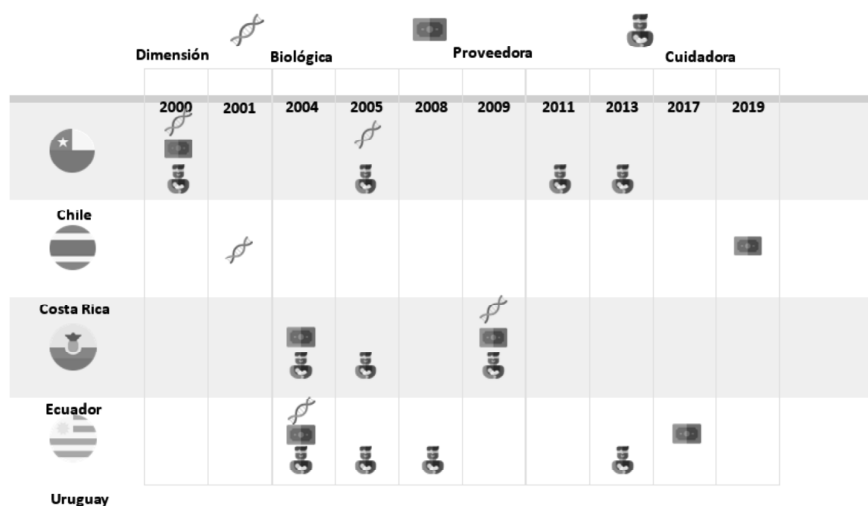 Dimensión Biológica Proveedora Cuidadora
2000 2001 2004 2005 2008 2009 2011 2013 2017 2019
Chile
Costa Rica
Ecuador
Uruguay